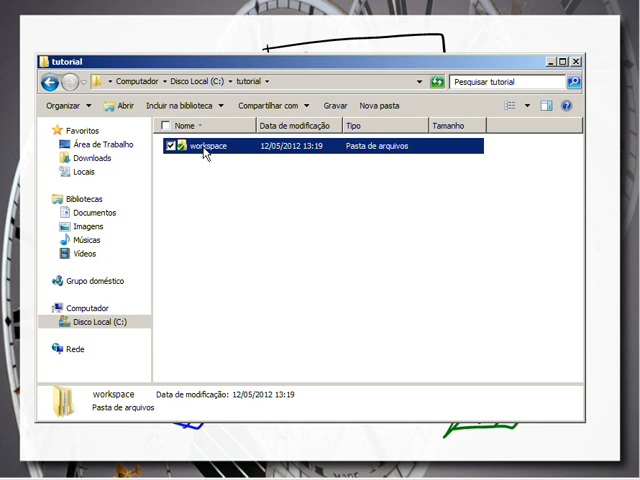 tutorial
Computador Disco Local (C:) tutorial Pesquisar tutorial
Organizar Abrir Incluir na biblioteca Compartilhar com Gravar Nova pasta
Nome Data de modificação Tipo Tamanho
workspace 12/05/2012 13:19 Pasta de arquivos
Favoritos
Área de Trabalho
Downloads
Locais
Bibliotecas
Documentos
Imagens
Músicas
Vídeos
Grupo doméstico
Computador
Disco Local (C:)
Rede
workspace Data de modificação: 12/05/2012 13:19
Pasta de arquivos